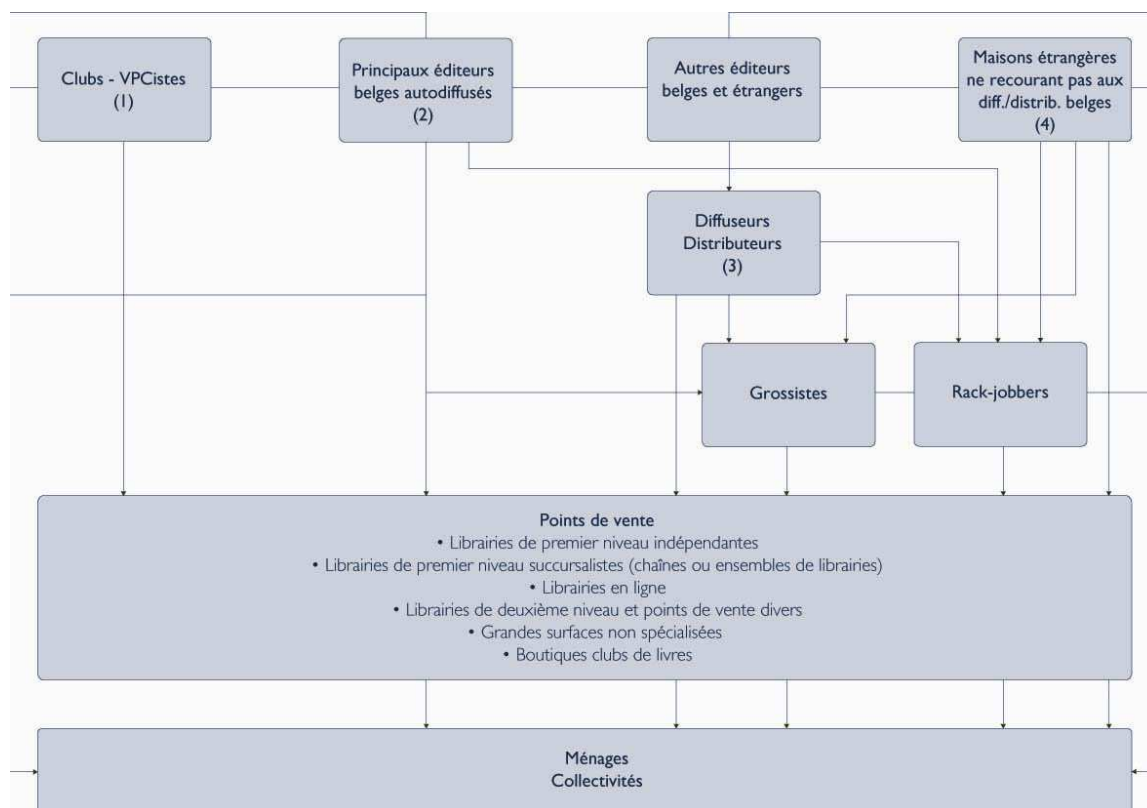 Clubs - VPCistes
(1)
Principaux éditeurs
belges autodiffusés
(2)
Autres éditeurs
belges et étrangers
Maisons étrangères
ne recourant pas aux
diff./distrib. belges
(4)
Diffuseurs
Distributeurs
(3)
Grossistes
Rack-jobbers
Points de vente
• Librairies de premier niveau indépendantes
• Librairies de premier niveau succursalistes (chaînes ou ensembles de librairies)
• Librairies en ligne
• Librairies de deuxième niveau et points de vente divers
• Grandes surfaces non spécialisées
• Boutiques clubs de livres
Ménages
Collectivités